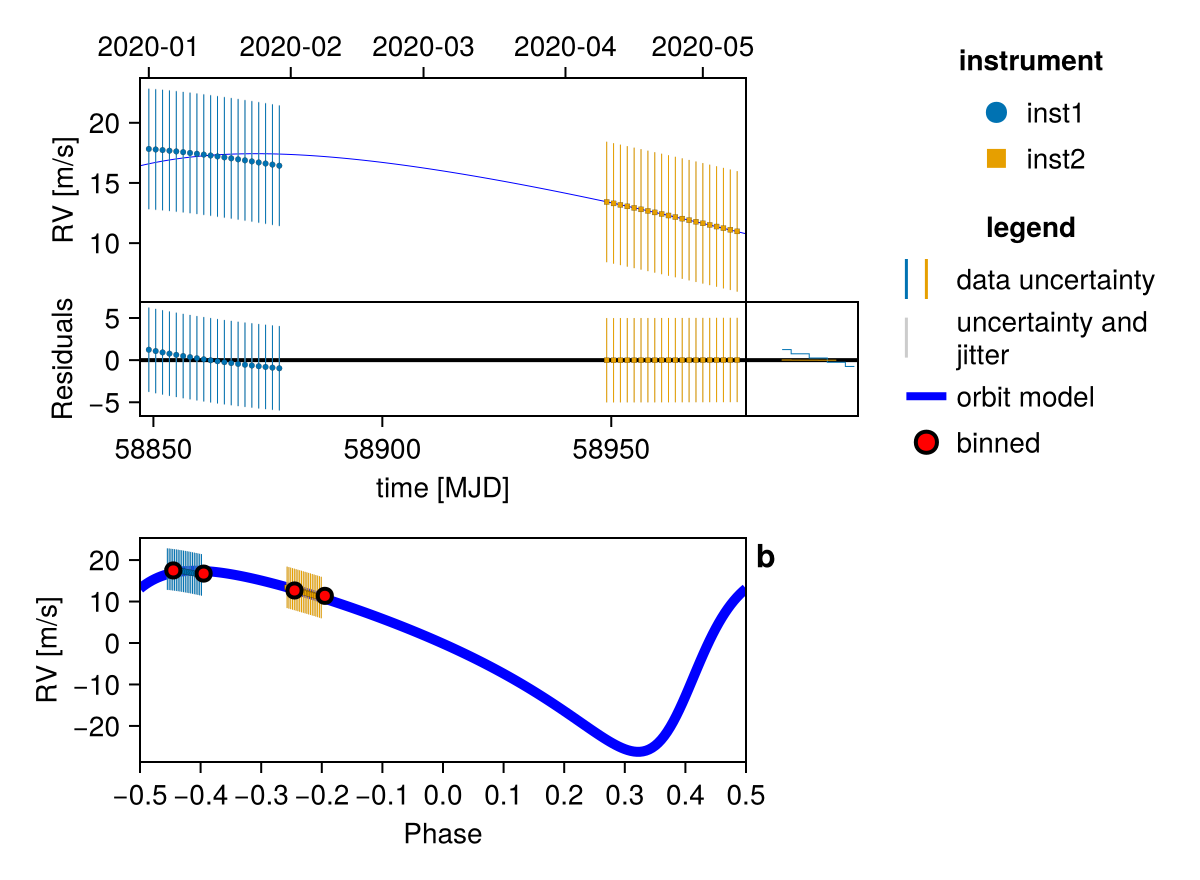 2020-01 2020-02 2020-03 2020-04 2020-05
RV [m/s]
20
15
10
Residuals
5
0
−5
58850 58900 58950
time [MJD]
instrument
inst1
inst2
legend
data uncertainty
uncertainty and
jitter
orbit model
binned
b
RV [m/s]
20
10
0
−10
−20
−0.5 −0.4 −0.3 −0.2 −0.1 0.0 0.1 0.2 0.3 0.4 0.5
Phase